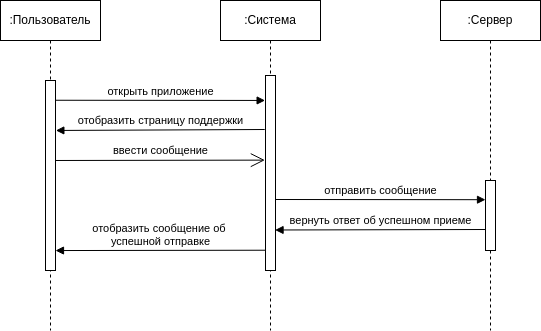 :Пользователь
:Система
:Сервер
открыть приложение
отобразить страницу поддержки
ввести сообщение
отправить сообщение
вернуть ответ об успешном приеме
отобразить сообщение об
успешной отправке